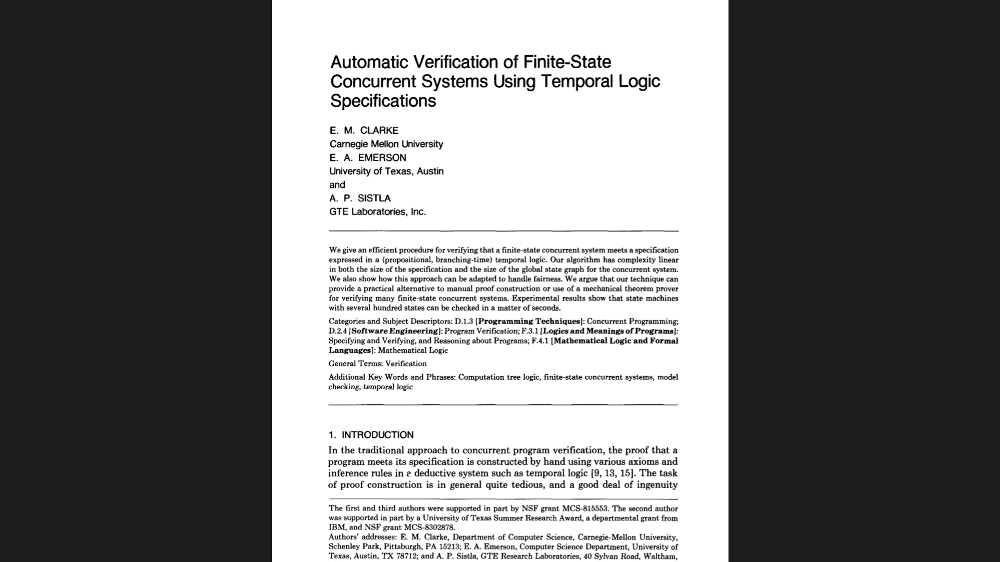 Automatic Verification of Finite-State
Concurrent Systems Using Temporal Logic
Specifications
E. M. CLARKE
Carnegie Mellon University
E. A. EMERSON
University of Texas, Austin
and
A. P. SISTLA
GTE Laboratories, Inc.
We give an efficient procedure for verifying that a finite-state concurrent system meets a specification
expressed in a (propositional, branching-time) temporal logic. Our algorithm has complexity linear
in both the size of the specification and the size of the global state graph for the concurrent system.
We also show how this approach can be adapted to handle fairness. We argue that our technique can
provide a practical alternative to manual proof construction or use of a mechanical theorem prover
for verifying many finite-state concurrent systems. Experimental results show that state machines
with several hundred states can be checked in a matter of seconds.
Categories and Subject Descriptors: D.1.3 [Programming Techniques]: Concurrent Programming;
D.2.4 [Software Engineering]: Program Verification; F.3.1 [Logics and Meanings of Programs]:
Specifying and Verifying, and Reasoning about Programs; F.4.1 [Mathematical Logic and Formal
Languages]: Mathematical Logic
General Terms: Verification
Additional Key Words and Phrases: Computation tree logic, finite-state concurrent systems, model
checking, temporal logic
1. INTRODUCTION
In the traditional approach to concurrent program verification, the proof that a
program meets its specification is constructed by hand using various axioms and
inference rules in a deductive system such as temporal logic [9, 13, 15]. The task
of proof construction is in general quite tedious, and a good deal of ingenuity
The first and third authors were supported in part by NSF grant MCS-815553. The second author
was supported in part by a University of Texas Summer Research Award, a departmental grant from
IBM, and NSF grant MCS-8302878.
Authors' addresses: E. M. Clarke, Department of Computer Science, Carnegie-Mellon University,
Schenley Park, Pittsburgh, PA 15213; E. A. Emerson, Computer Science Department, University of
Texas, Austin, TX 78712; and A. P. Sistla, GTE Research Laboratories, 40 Sylvan Road, Waltham,